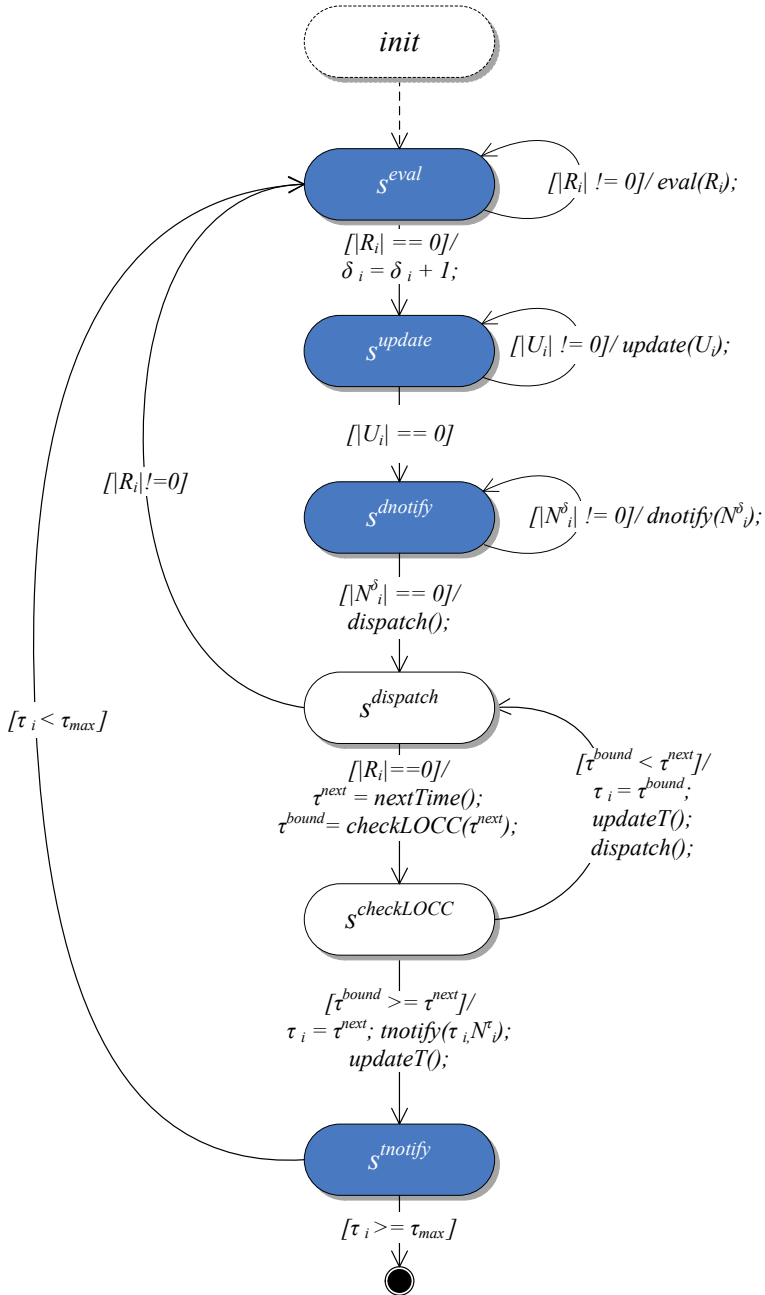 init
s^eval
[|R_i| != 0]/ eval(R_i);
[|R_i| == 0]/
δ_i = δ_i + 1;
s^update
[|U_i| != 0]/ update(U_i);
[|U_i| == 0]
[|R_i|!=0]
s^dnotify
[|N^δ_i| != 0]/ dnotify(N^δ_i);
[|N^δ_i| == 0]/
dispatch();
s^dispatch
[τ_i < τ_max]
[|R_i|==0]/
τ^next = nextTime();
τ^bound = checkLOCC(τ^next);
[τ^bound < τ^next]/
τ_i = τ^bound;
updateT();
dispatch();
s^checkLOCC
[τ^bound >= τ^next]/
τ_i = τ^next; tnotify(τ_i,N^τ_i);
updateT();
s^tnotify
[τ_i >= τ_max]